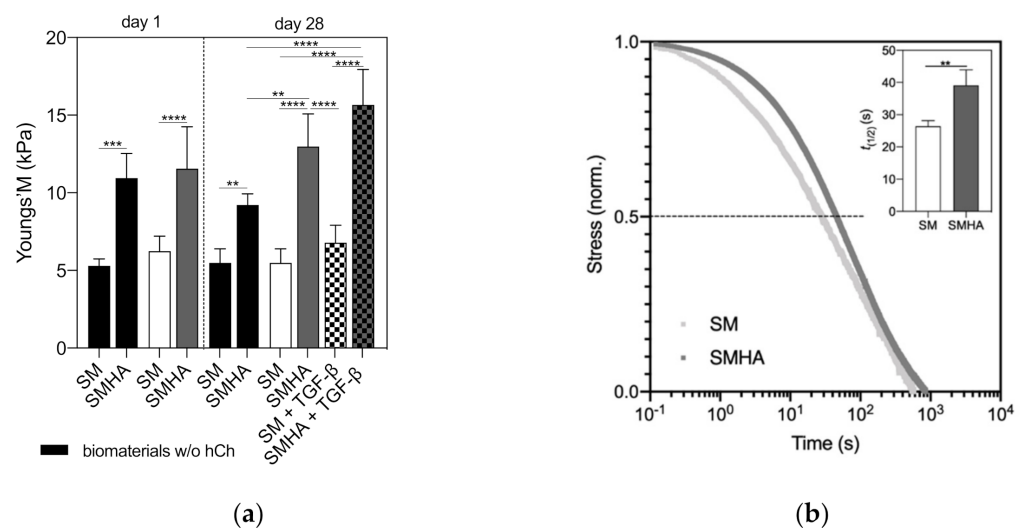 day 1 day 28
20
15
10
5
0
Youngs'M (kPa)
*** **** ** ** **** **** **** **** ****
SM
SMHA
SM
SMHA
SM
SMHA
SM
SMHA
SM + TGF-β
SMHA + TGF-β
biomaterials w/o hCh
(a)
1.0
0.5
0.0
Stress (norm.)
SM
SMHA
10⁻¹ 10⁰ 10¹ 10² 10³ 10⁴
Time (s)
50
40
30
20
10
0
t(1/2) (s)
**
SM SMHA
(b)